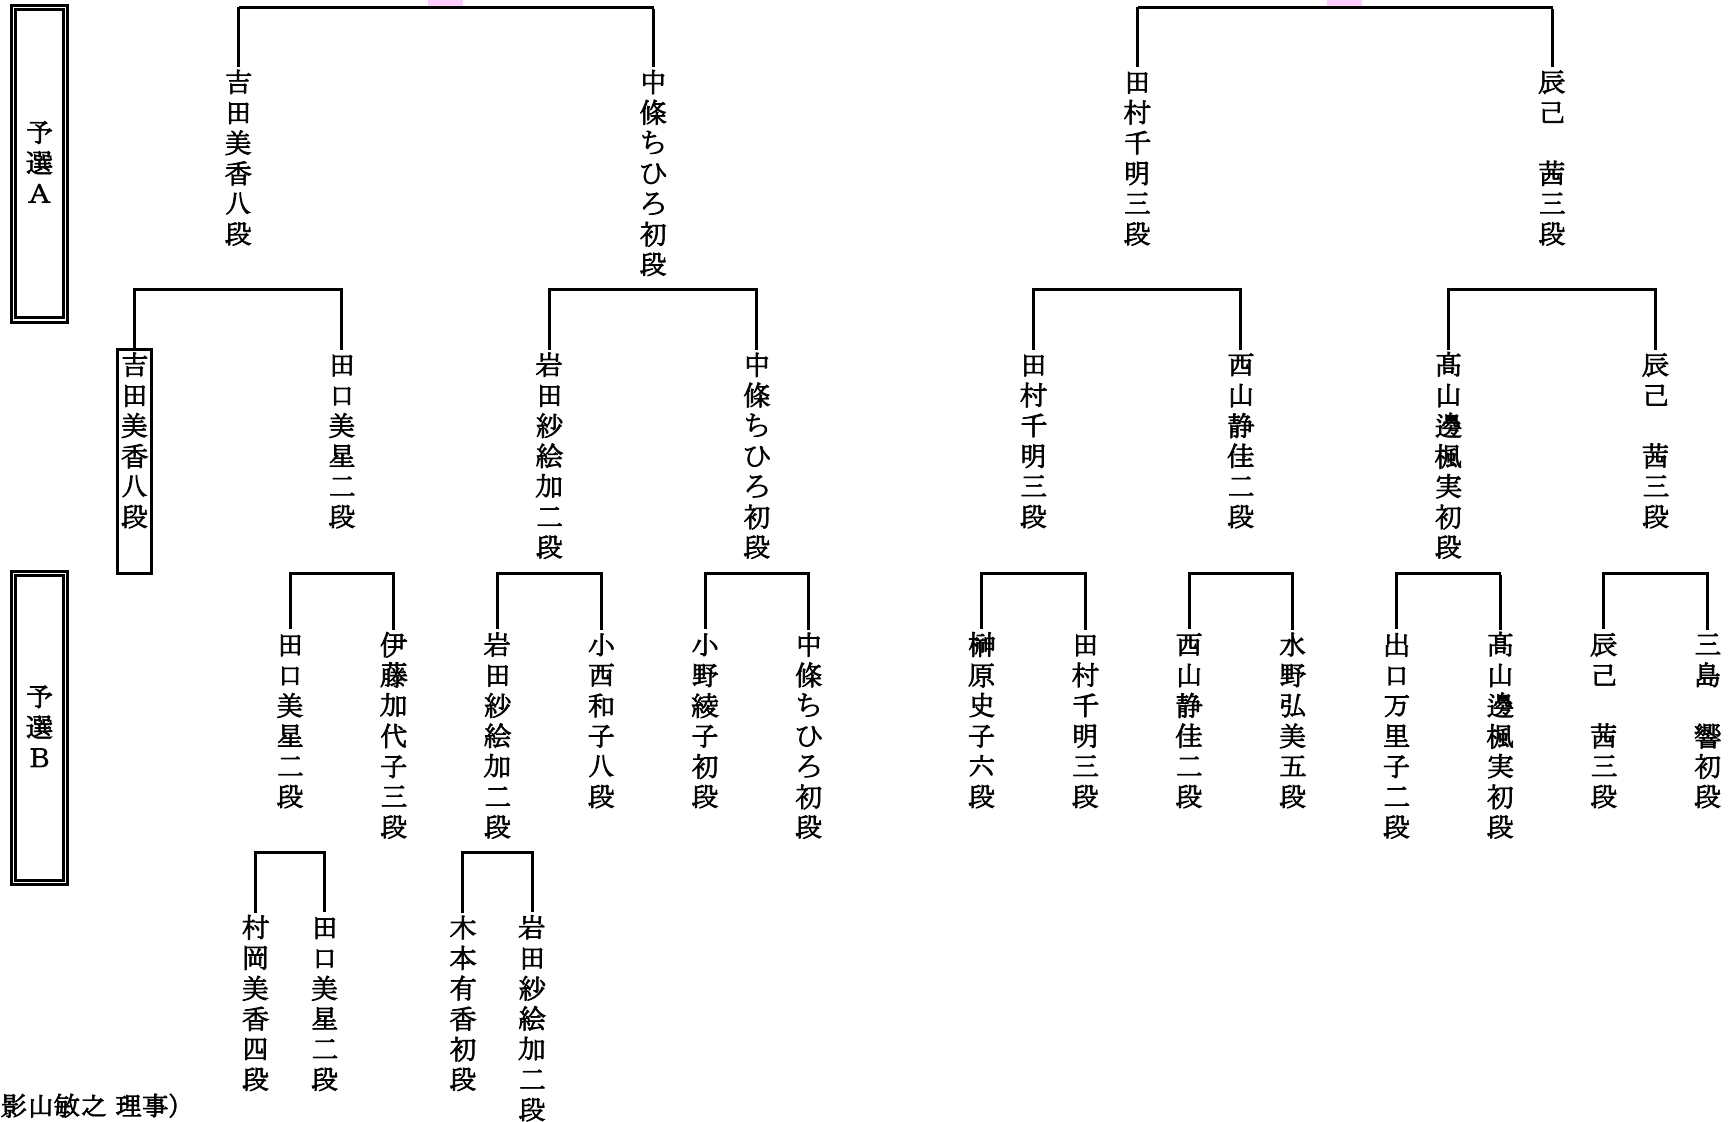 予選A
吉田美香八段
中條ちひろ初段
田村千明三段
辰己　茜三段
吉田美香八段
田口美星二段
岩田紗絵加二段
中條ちひろ初段
田村千明三段
西山静佳二段
髙山邊楓実初段
辰己　茜三段
予選B
田口美星二段
伊藤加代子三段
岩田紗絵加二段
小西和子八段
小野綾子初段
中條ちひろ初段
榊原史子六段
田村千明三段
西山静佳二段
水野弘美五段
出口万里子二段
髙山邊楓実初段
辰己　茜三段
三島　響初段
村岡美香四段
田口美星二段
木本有香初段
岩田紗絵加二段
影山敏之 理事）